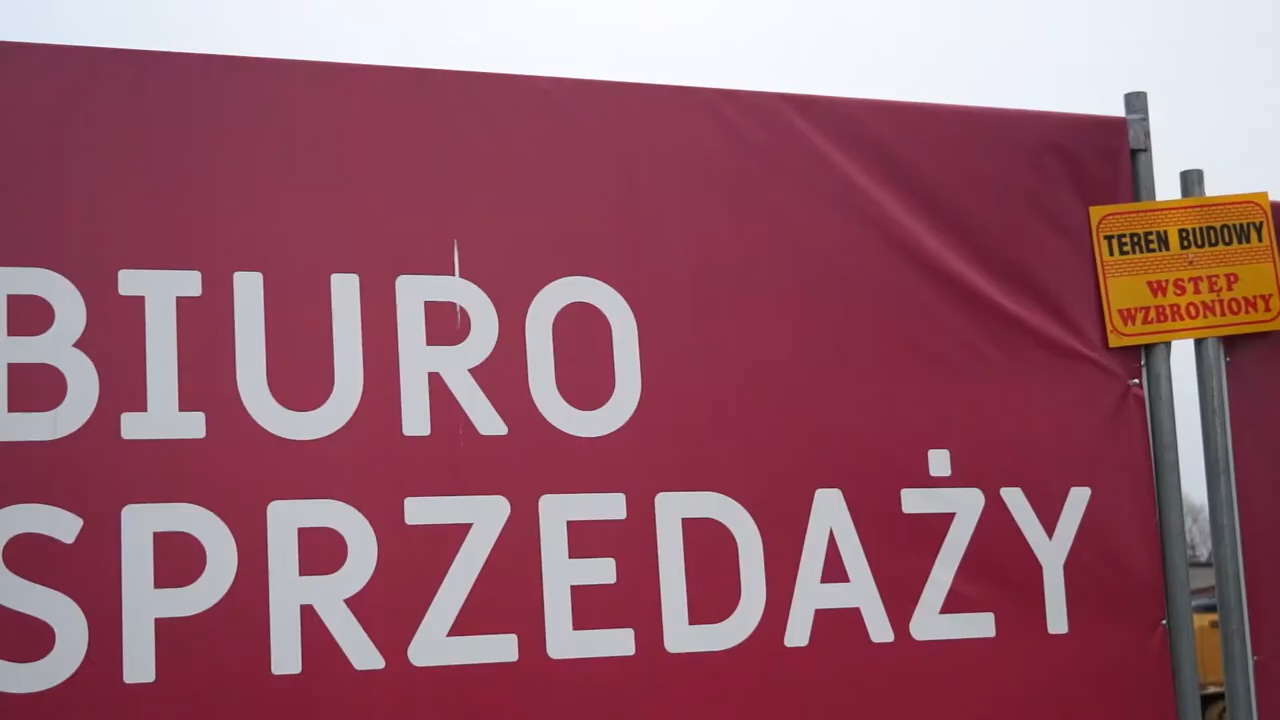 BIURO
SPRZEDAŻY
TEREN BUDOWY
WSTĘP
WZBRONIONY